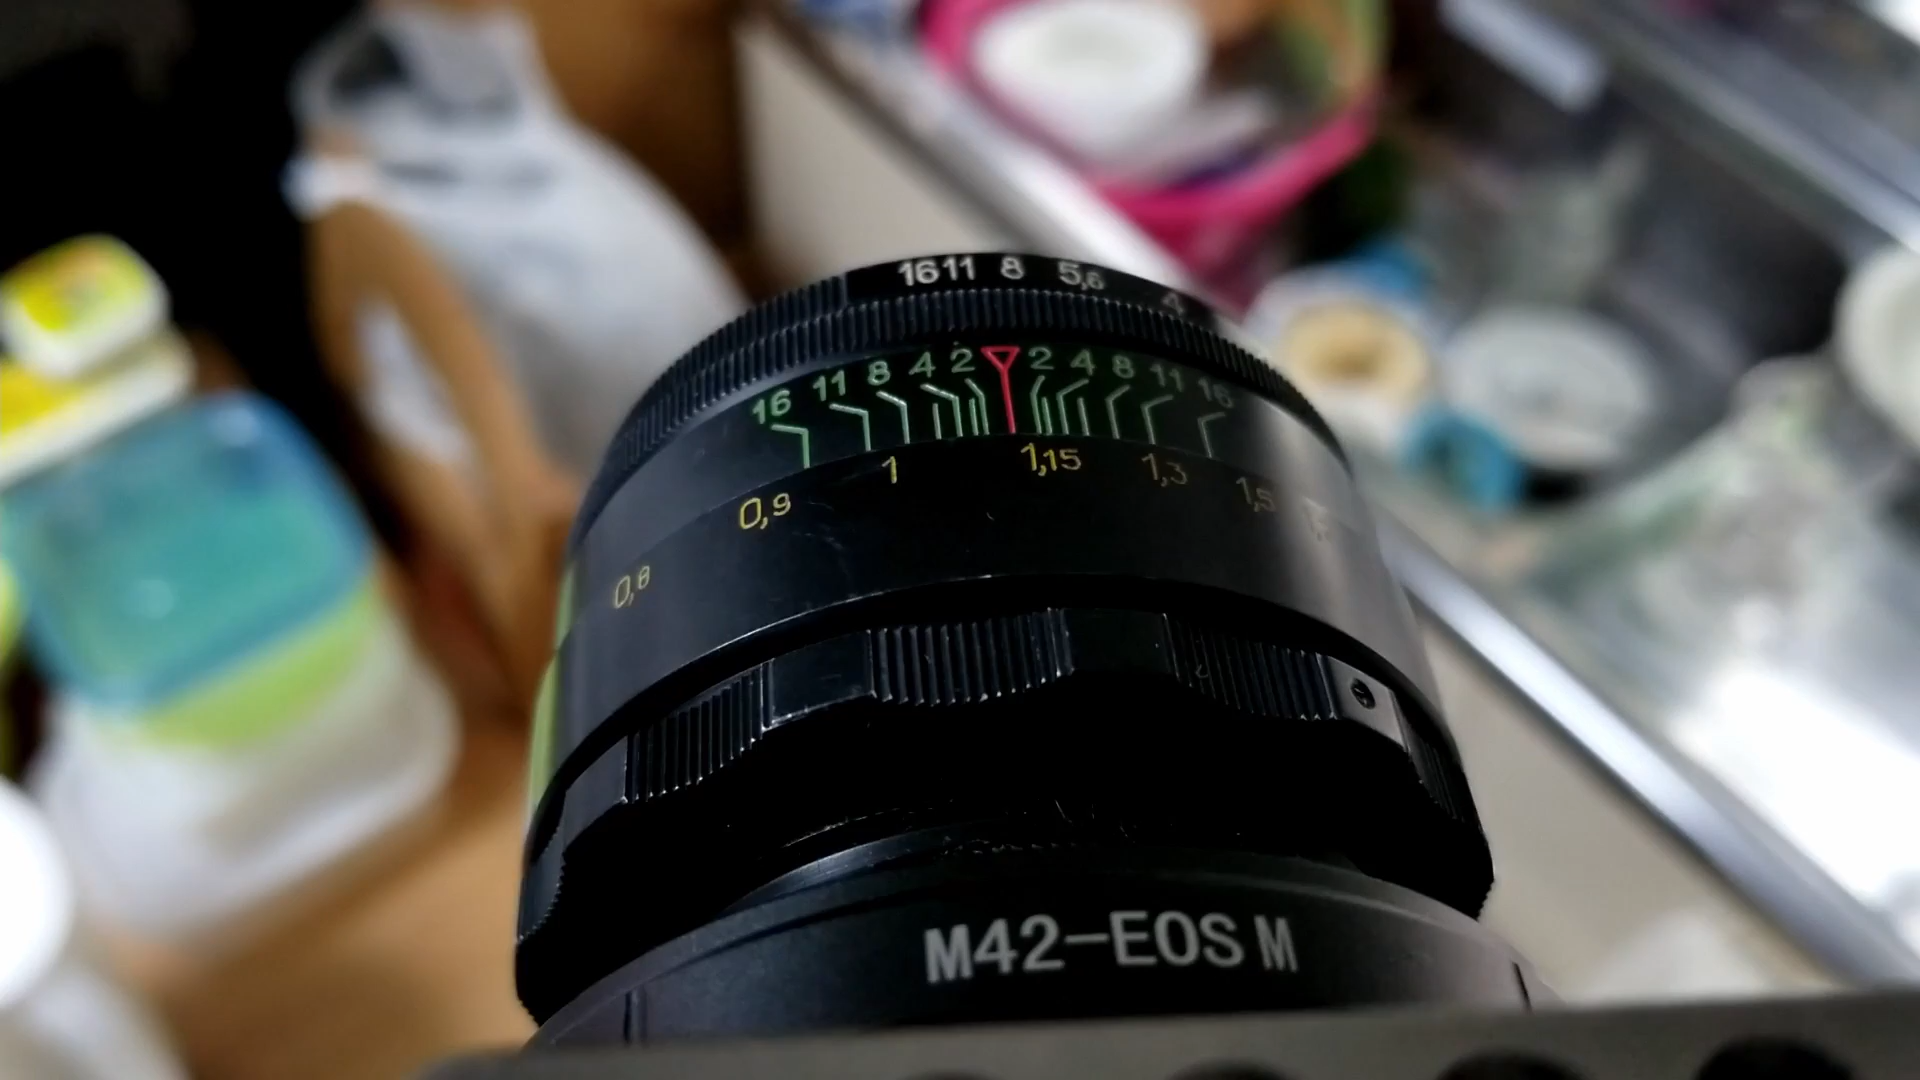 16 11 8 5,6 4
16 11 8 4 2 2 4 8 11 16
0,8 0,9 1 1,15 1,3 1,5
M42-EOS M